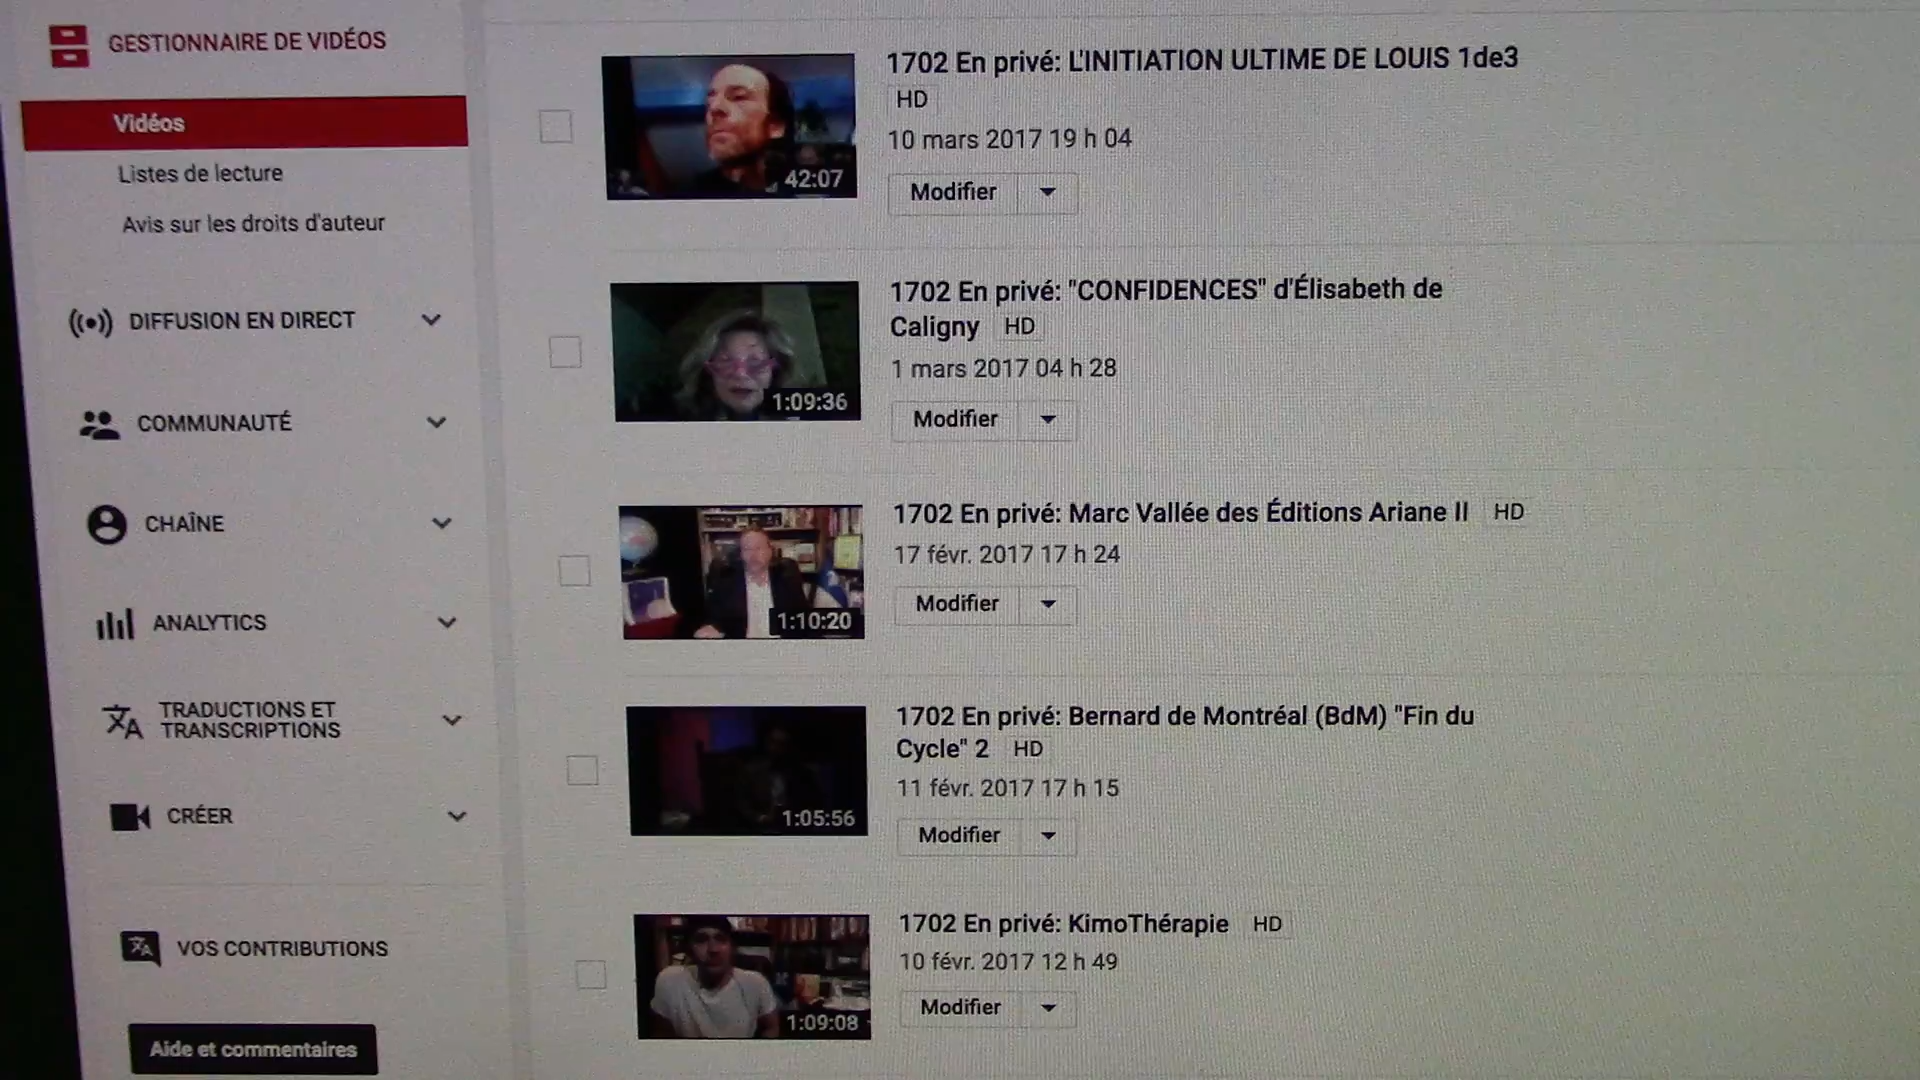 GESTIONNAIRE DE VIDÉOS
Vidéos
Listes de lecture
Avis sur les droits d'auteur
DIFFUSION EN DIRECT
COMMUNAUTÉ
CHAÎNE
ANALYTICS
TRADUCTIONS ET
TRANSCRIPTIONS
CRÉER
VOS CONTRIBUTIONS
Aide et commentaires
1702 En privé: L'INITIATION ULTIME DE LOUIS 1de3
HD
10 mars 2017 19 h 04
42:07
Modifier
1702 En privé: "CONFIDENCES" d'Élisabeth de
Caligny HD
1 mars 2017 04 h 28
1:09:36
Modifier
1702 En privé: Marc Vallée des Éditions Ariane II HD
17 févr. 2017 17 h 24
1:10:20
Modifier
1702 En privé: Bernard de Montréal (BdM) "Fin du
Cycle" 2 HD
11 févr. 2017 17 h 15
1:05:56
Modifier
1702 En privé: KimoThérapie HD
10 févr. 2017 12 h 49
1:09:08
Modifier